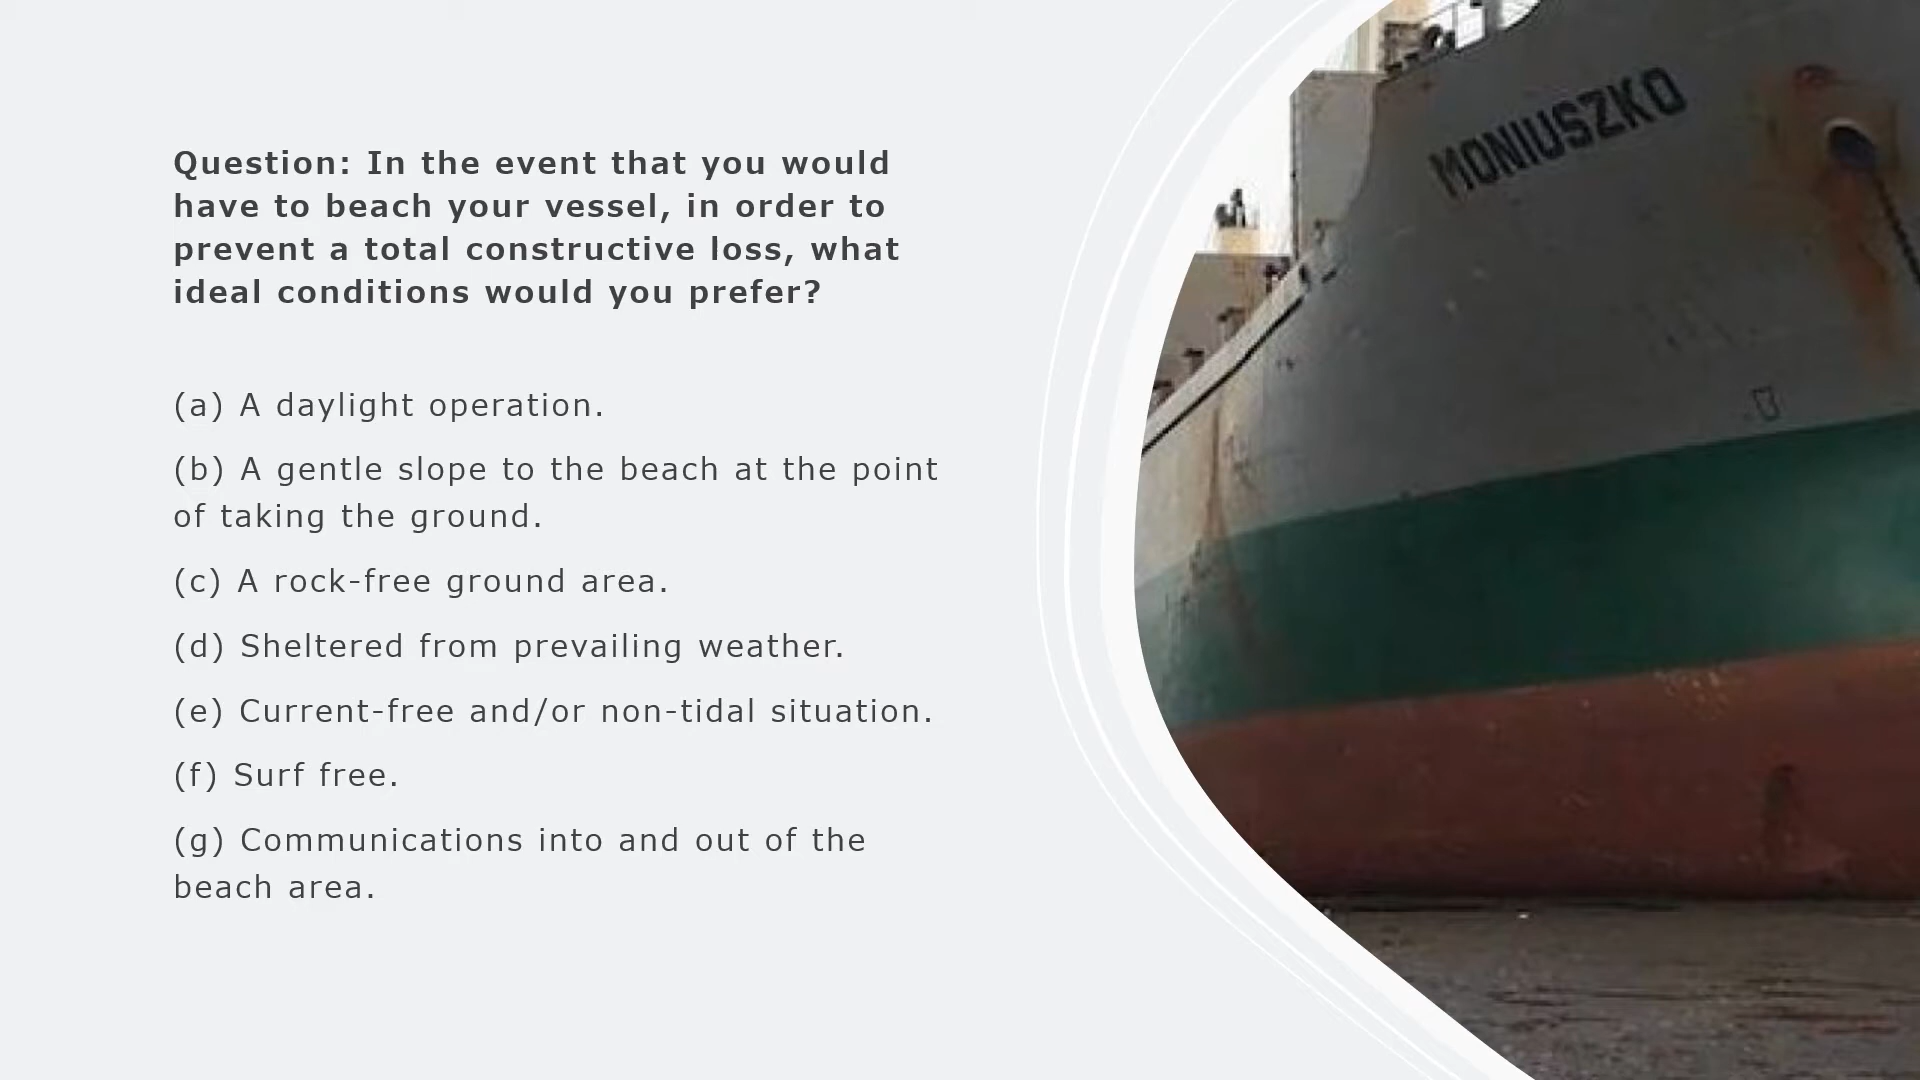 Question: In the event that you would
have to beach your vessel, in order to
prevent a total constructive loss, what
ideal conditions would you prefer?
(a) A daylight operation.
(b) A gentle slope to the beach at the point
of taking the ground.
(c) A rock-free ground area.
(d) Sheltered from prevailing weather.
(e) Current-free and/or non-tidal situation.
(f) Surf free.
(g) Communications into and out of the
beach area.
MONIUSZKO